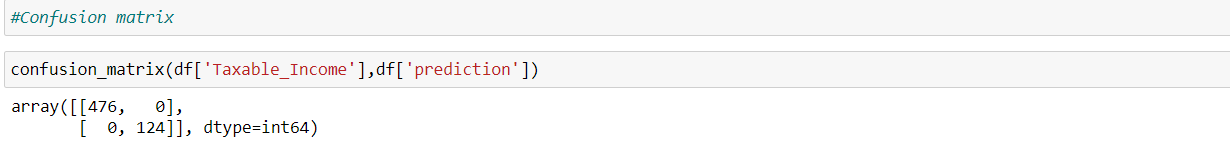 #Confusion matrix
confusion_matrix(df['Taxable_Income'],df['prediction'])
array([[476,   0],
       [  0, 124]], dtype=int64)